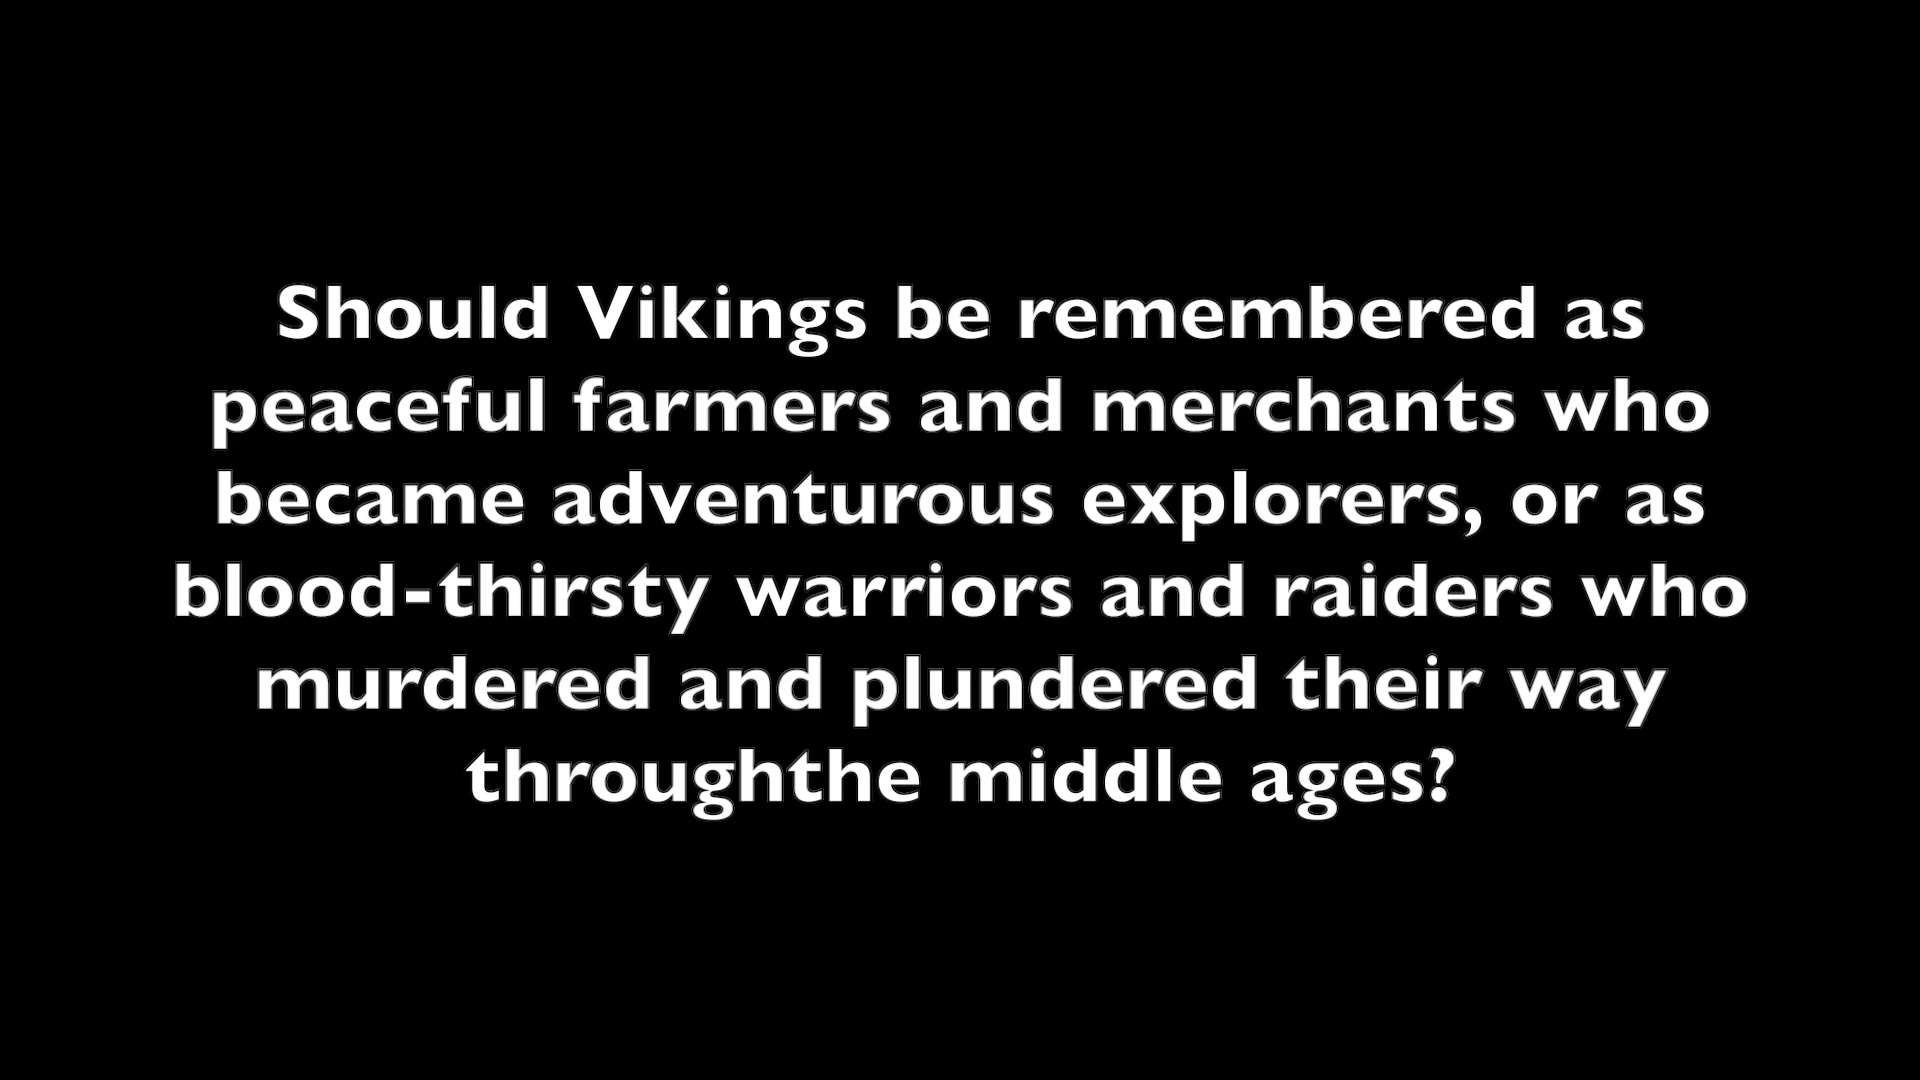 Should Vikings be remembered as
peaceful farmers and merchants who
became adventurous explorers, or as
blood-thirsty warriors and raiders who
murdered and plundered their way
throughthe middle ages?